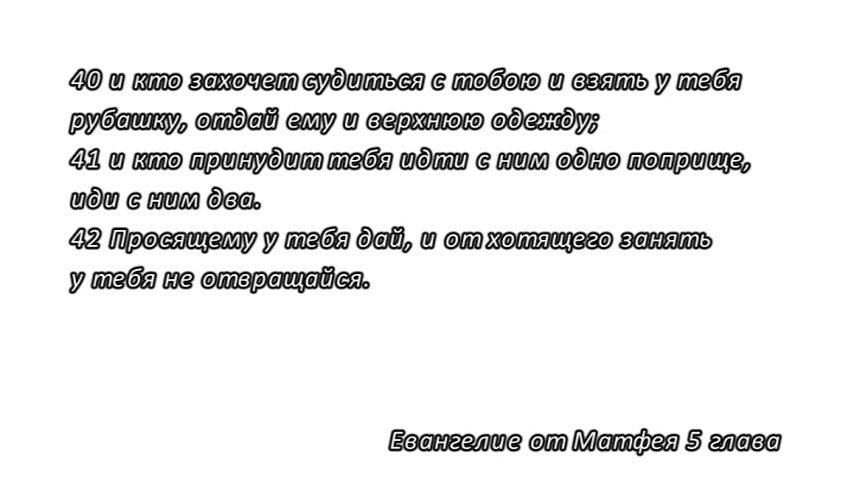 40 и кто захочет судиться с тобою и взять у тебя
рубашку, отдай ему и верхнюю одежду;
41 и кто принудит тебя идти с ним одно поприще,
иди с ним два.
42 Просящему у тебя дай, и от хотящего занять
у тебя не отвращайся.
Евангелие от Матфея 5 глава